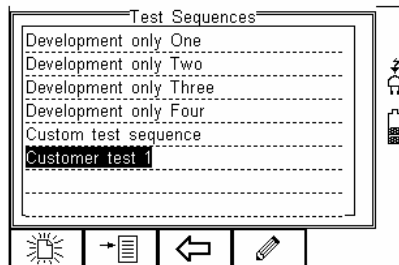 Test Sequences
Development only One
Development only Two
Development only Three
Development only Four
Custom test sequence
Customer test 1